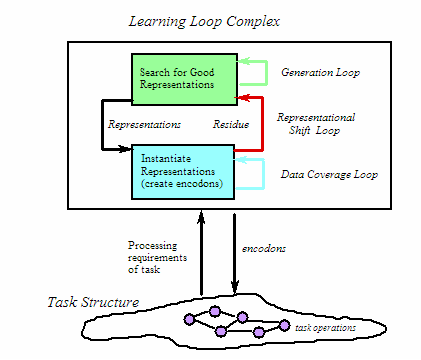 Learning Loop Complex
Search for Good
Representations
Generation Loop
Representations
Residue
Representational
Shift Loop
Instantiate
Representations
(create encodons)
Data Coverage Loop
Processing
requirements
of task
encodons
Task Structure
task operations